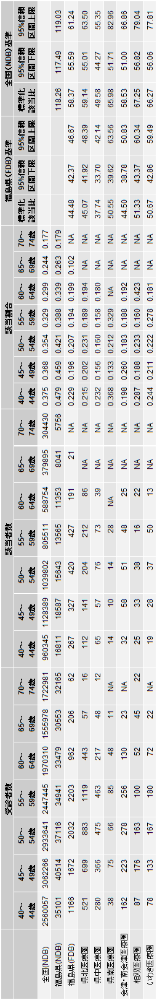 受診者数 該当者数 該当割合 福島県(FDB)基準 全国(NDB)基準
40～ 45～ 50～ 55～ 60～ 65～ 70～ 40～ 45～ 50～ 55～ 60～ 65～ 70～ 40～ 45～ 50～ 55～ 60～ 65～ 70～ 標準化 95%信頼 95%信頼 標準化 95%信頼 95%信頼
44歳 49歳 54歳 59歳 64歳 69歳 74歳 44歳 49歳 54歳 59歳 64歳 69歳 74歳 44歳 49歳 54歳 59歳 64歳 69歳 74歳 該当比 区間下限 区間上限 該当比 区間下限 区間上限
全国(NDB) 2560057 3062266 2933641 2447445 1970310 1555978 1722981 960345 1128389 1039802 805511 588754 379895 304430 0.375 0.368 0.354 0.329 0.299 0.244 0.177
福島県(NDB) 35101 40514 37116 34941 33479 30553 32165 16811 18587 15643 13565 11353 8041 5756 0.479 0.459 0.421 0.388 0.339 0.263 0.179 118.26 117.49 119.03
福島県(FDB) 1166 1672 2032 2203 962 206 62 267 327 420 427 191 21 NA 0.229 0.196 0.207 0.194 0.199 0.102 NA 44.48 42.37 46.67 58.37 55.59 61.24
県北医療圏 521 699 883 1119 443 57 16 112 141 204 212 86 NA NA 0.215 0.202 0.231 0.189 0.194 NA NA 45.07 41.92 48.39 59.14 55.01 63.50
県中医療圏 280 366 475 463 217 48 12 65 57 76 73 39 NA NA 0.232 0.156 0.160 0.158 0.180 NA NA 37.74 33.70 42.14 49.58 44.27 55.35
県南医療圏 38 75 66 85 48 11 NA 14 10 14 28 NA NA NA 0.368 0.133 0.212 0.329 NA NA NA 50.55 39.62 63.56 65.98 51.71 82.96
会津・南会津医療圏 162 223 278 256 130 23 NA 32 58 51 48 25 NA NA 0.198 0.260 0.183 0.188 0.192 NA NA 44.50 38.78 50.83 58.53 51.00 66.86
相双医療圏 87 176 163 100 52 45 22 25 33 38 16 22 NA NA 0.287 0.188 0.233 0.160 0.423 NA NA 51.33 43.37 60.34 67.25 56.82 79.04
いわき医療圏 78 133 167 180 72 22 NA 19 28 37 50 13 NA NA 0.244 0.211 0.222 0.278 0.181 NA NA 50.67 42.86 59.49 66.27 56.06 77.81